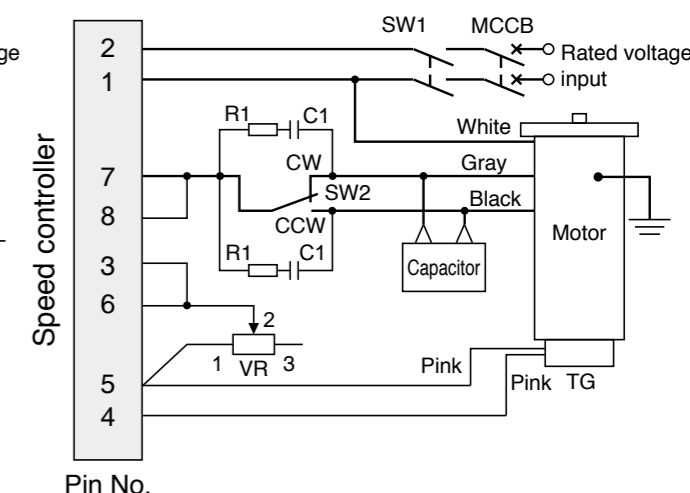 SW1 MCCB
2 Rated voltage
1 input
R1 C1
White
CW Gray
7
SW2
Black
8 CCW
R1 C1 Motor
3 Capacitor
6
2
1 VR 3
Pink
5 Pink TG
4
Speed controller
Pin No.
ge